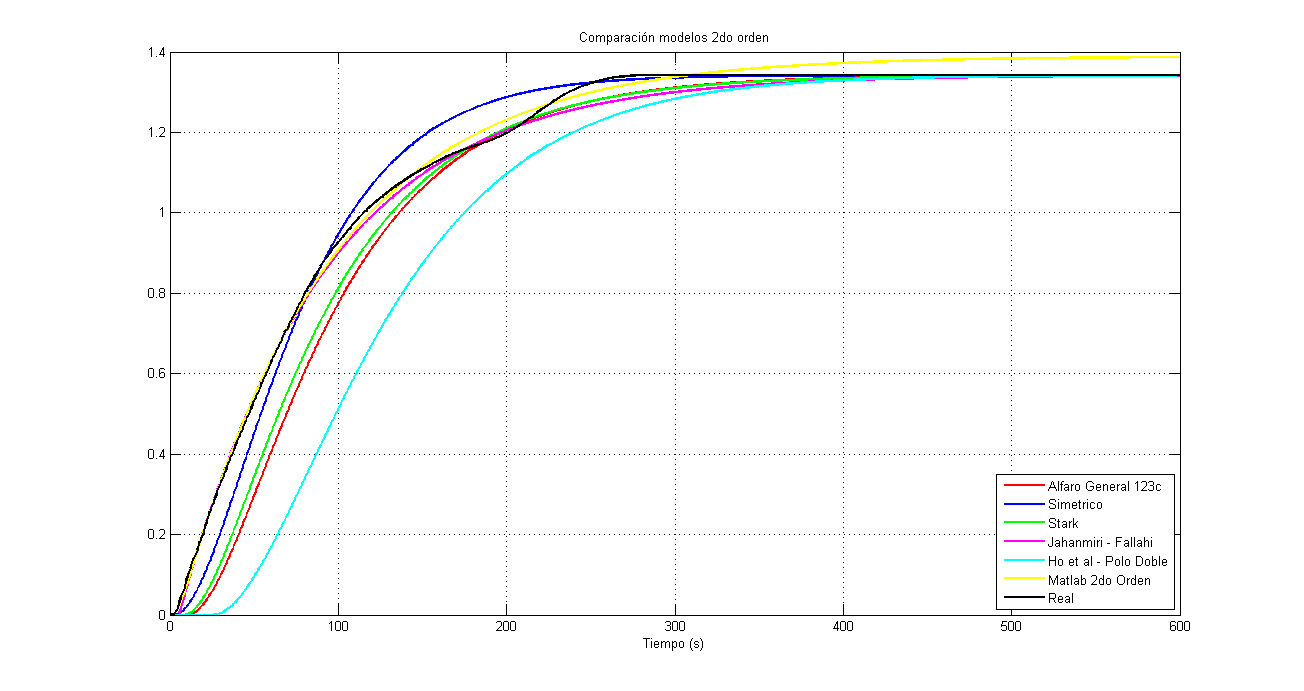 Comparación modelos 2do orden
1.4
1.2
1
0.8
0.6
0.4
0.2
0
0 100 200 300 400 500 600
Tiempo (s)
Alfaro General 123c
Simetrico
Stark
Jahanmiri - Fallahi
Ho et al - Polo Doble
Matlab 2do Orden
Real